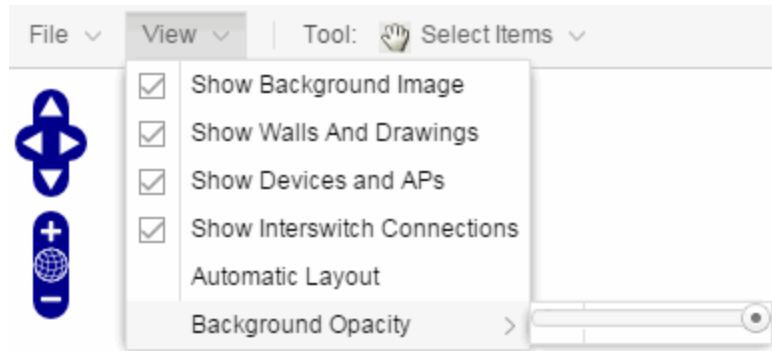 File View Tool: Select Items
Show Background Image
Show Walls And Drawings
Show Devices and APs
Show Interswitch Connections
Automatic Layout
Background Opacity